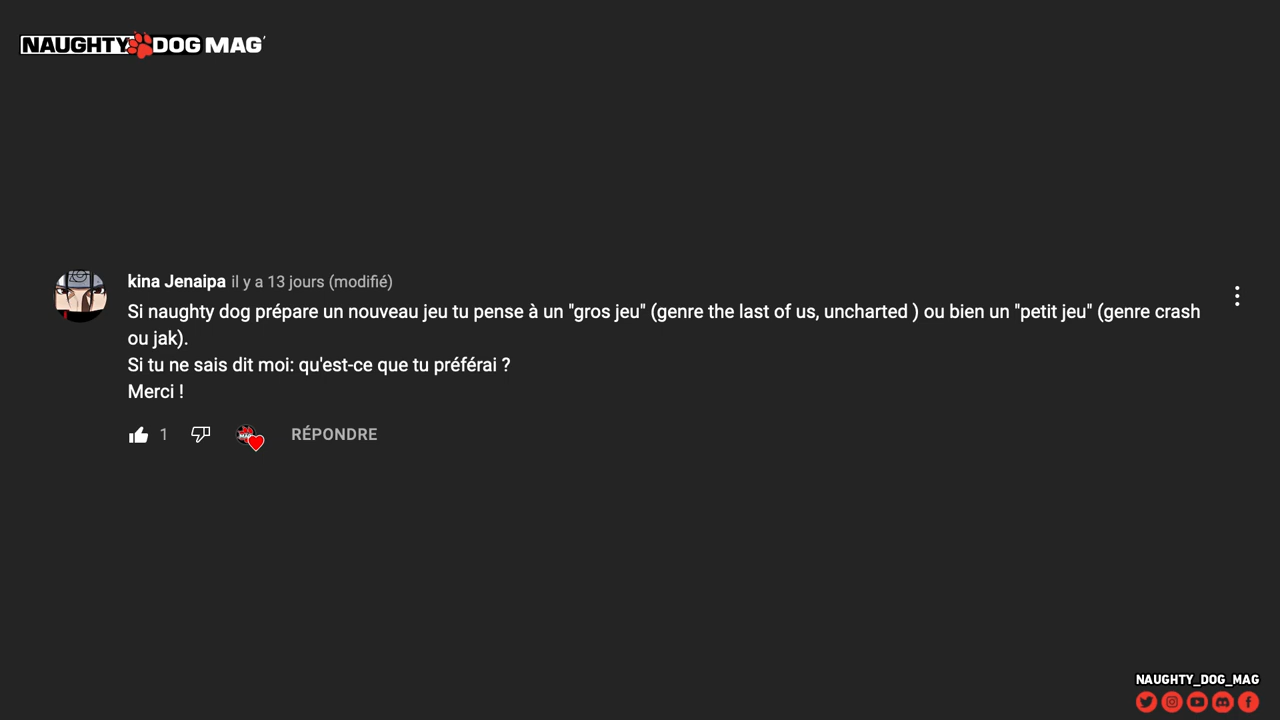 NAUGHTY DOG MAG'
kina Jenaipa il y a 13 jours (modifié)
Si naughty dog prépare un nouveau jeu tu pense à un "gros jeu" (genre the last of us, uncharted ) ou bien un "petit jeu" (genre crash
ou jak).
Si tu ne sais dit moi: qu'est-ce que tu préférai ?
Merci !
1 RÉPONDRE
NAUGHTY_DOG_MAG